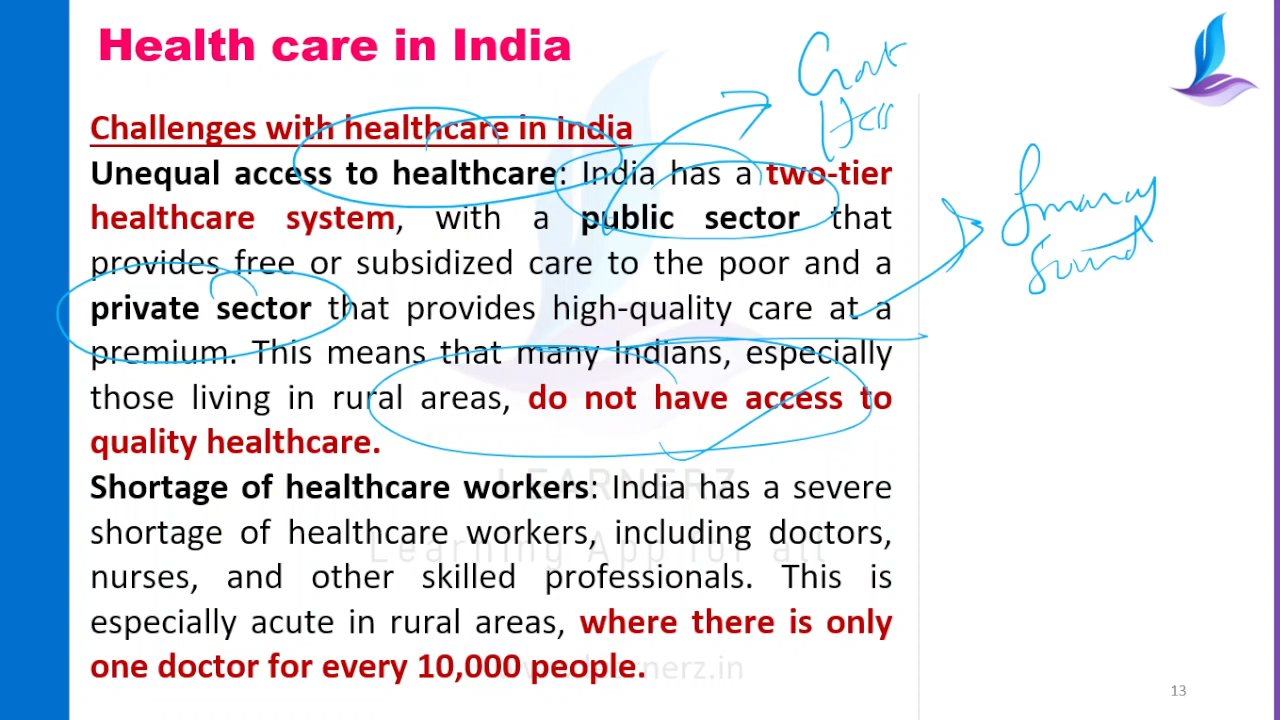 Health care in India
Challenges with healthcare in India
Unequal access to healthcare: India has a two-tier
healthcare system, with a public sector that
provides free or subsidized care to the poor and a
private sector that provides high-quality care at a
premium. This means that many Indians, especially
those living in rural areas, do not have access to
quality healthcare.
Shortage of healthcare workers: India has a severe
shortage of healthcare workers, including doctors,
nurses, and other skilled professionals. This is
especially acute in rural areas, where there is only
one doctor for every 10,000 people.
LEARNERZ
Learning App for all
13